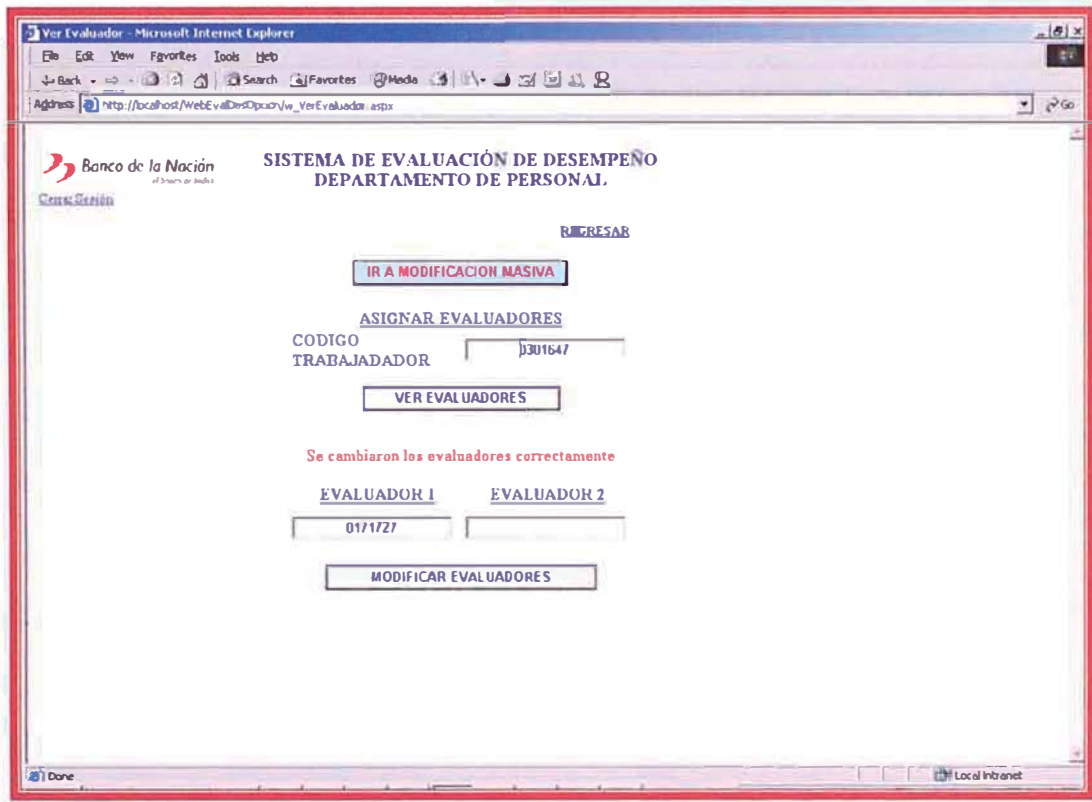 Ver Evaluador - Microsoft Internet Explorer
File Edit View Favorites Tools Help
Back Search Favorites Media
Address http://localhost/WebEvalDesOpcion/w_VerEvaluador.aspx Go
Banco de la Nación
SISTEMA DE EVALUACIÓN DE DESEMPEÑO
DEPARTAMENTO DE PERSONAL
Cerrar Sesión
REGRESAR
IR A MODIFICACION MASIVA
ASIGNAR EVALUADORES
CODIGO
TRABAJADADOR
0301647
VER EVALUADORES
Se cambiaron los evaluadores correctamente
EVALUADOR 1 EVALUADOR 2
0171727
MODIFICAR EVALUADORES
Done Local intranet